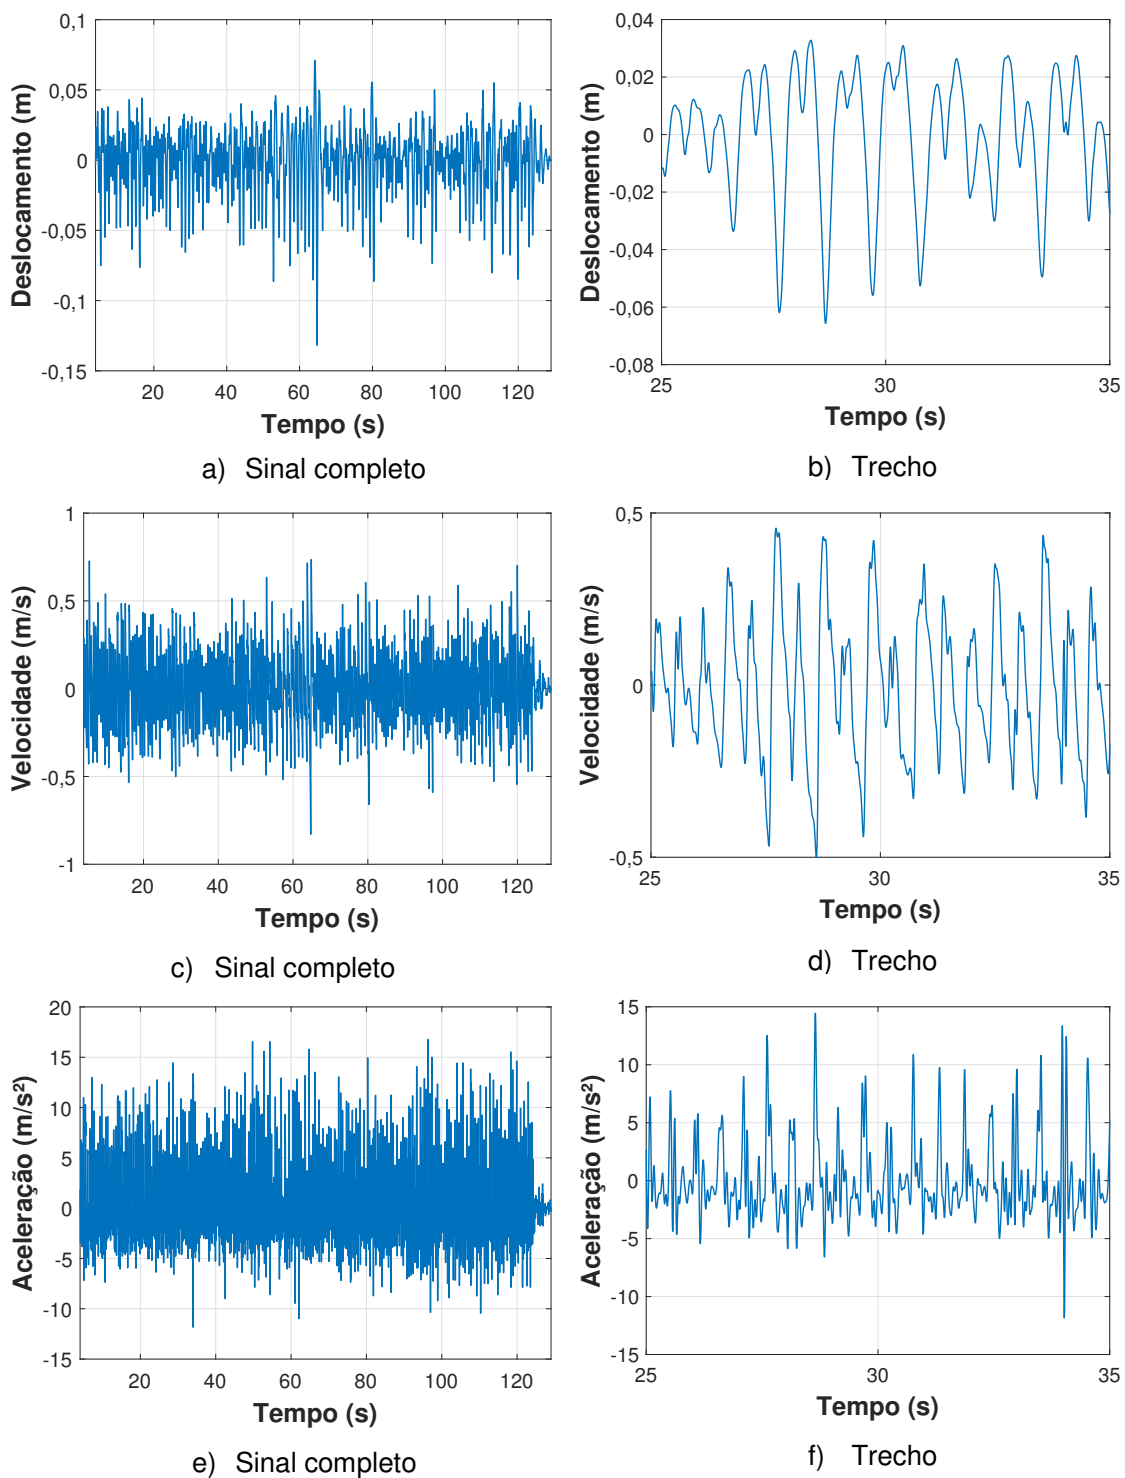 0,1
0,05
0
-0,05
-0,1
-0,15
Deslocamento (m)
20 40 60 80 100 120
Tempo (s)
a) Sinal completo
0,04
0,02
0
-0,02
-0,04
-0,06
-0,08
Deslocamento (m)
25 30 35
Tempo (s)
b) Trecho
1
0,5
0
-0,5
-1
Velocidade (m/s)
20 40 60 80 100 120
Tempo (s)
c) Sinal completo
0,5
0
-0,5
Velocidade (m/s)
25 30 35
Tempo (s)
d) Trecho
20
15
10
5
0
-5
-10
-15
Aceleração (m/s²)
20 40 60 80 100 120
Tempo (s)
e) Sinal completo
15
10
5
0
-5
-10
-15
Aceleração (m/s²)
25 30 35
Tempo (s)
f) Trecho